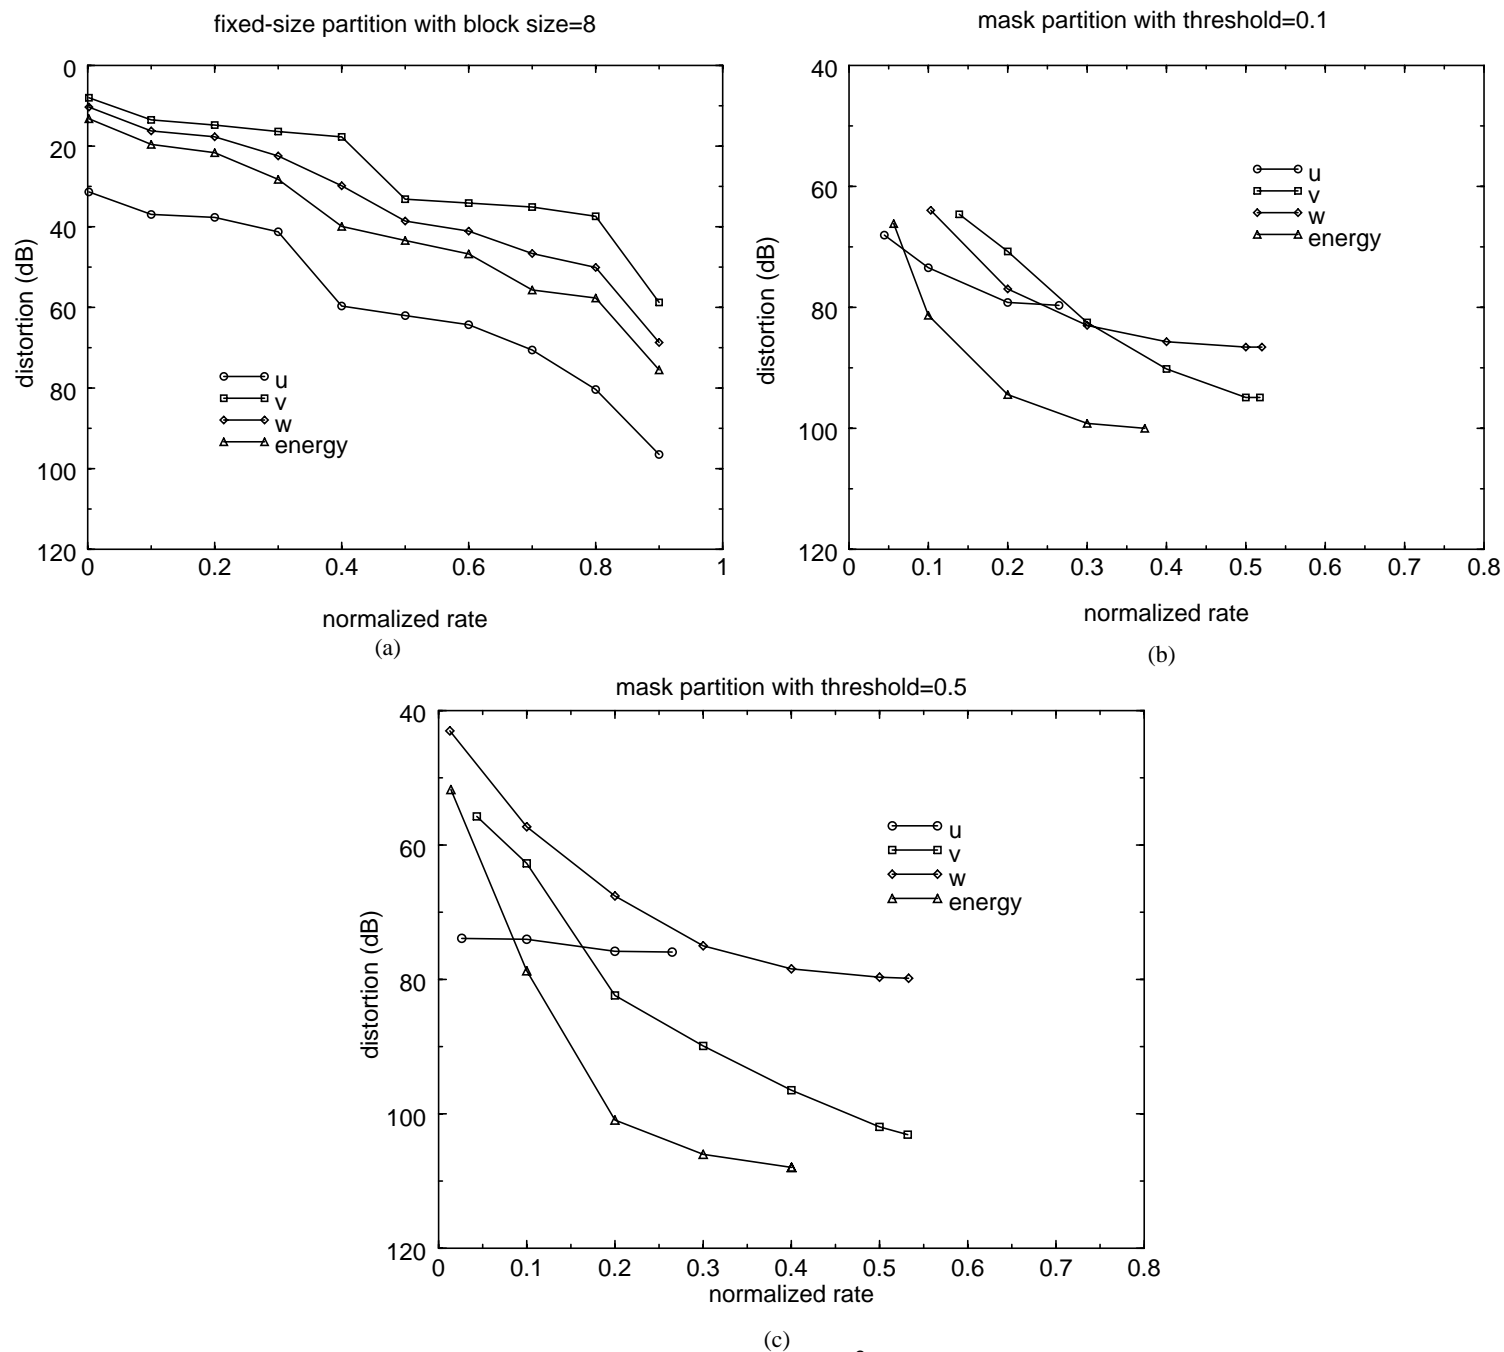 fixed-size partition with block size=8
0
20
40
60
80
100
120
distortion (dB)
u
v
w
energy
0
0.2
0.4
0.6
0.8
1
normalized rate
(a)
mask partition with threshold=0.1
40
60
80
100
120
distortion (dB)
u
v
w
energy
0
0.1
0.2
0.3
0.4
0.5
0.6
0.7
0.8
normalized rate
(b)
mask partition with threshold=0.5
40
60
80
100
120
distortion (dB)
u
v
w
energy
0
0.1
0.2
0.3
0.4
0.5
0.6
0.7
0.8
normalized rate
(c)